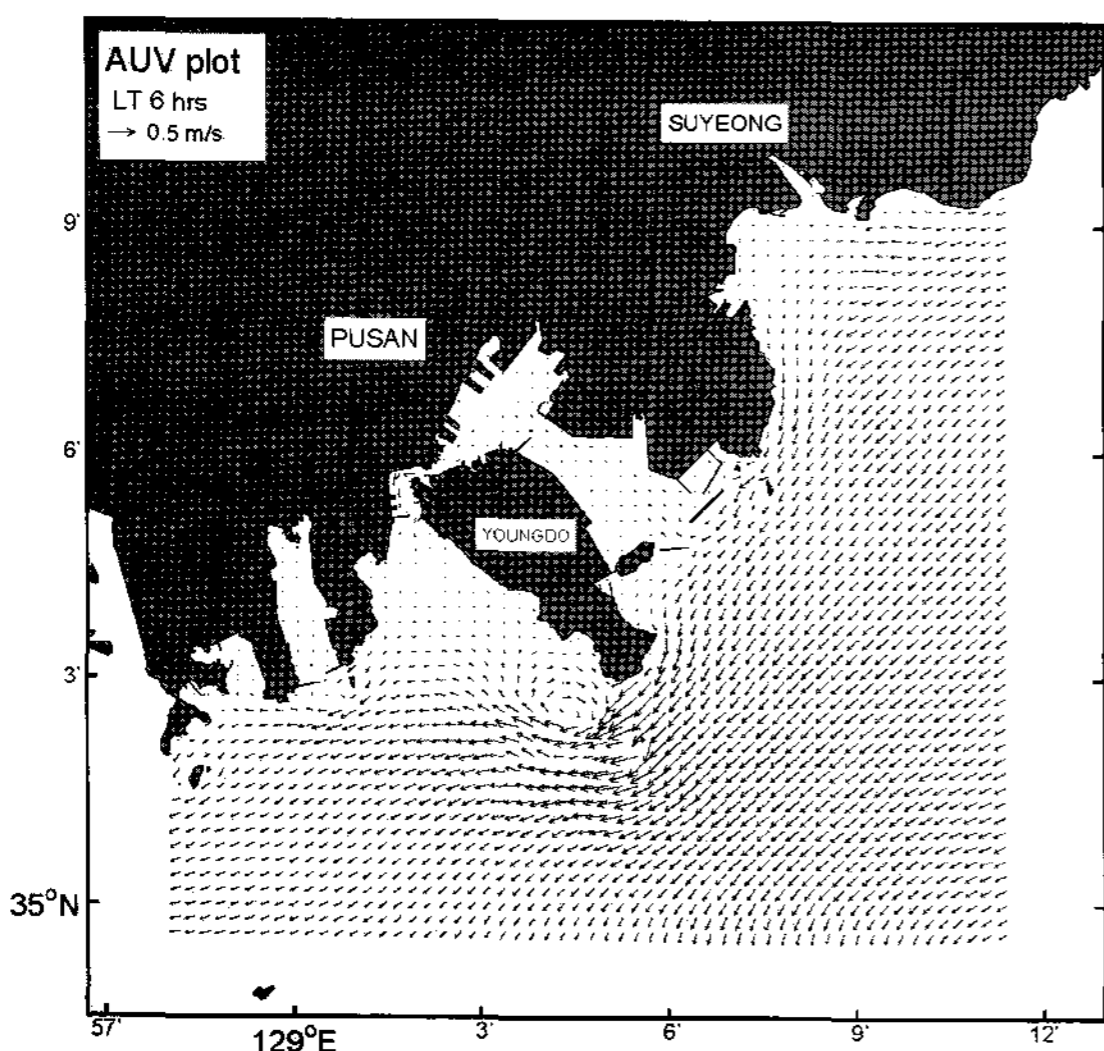 AUV plot
LT 6 hrs
→ 0.5 m/s
SUYEONG
9'
PUSAN
6'
YOUNGDO
3'
35°N
57'
129°E
3'
6'
9'
12'